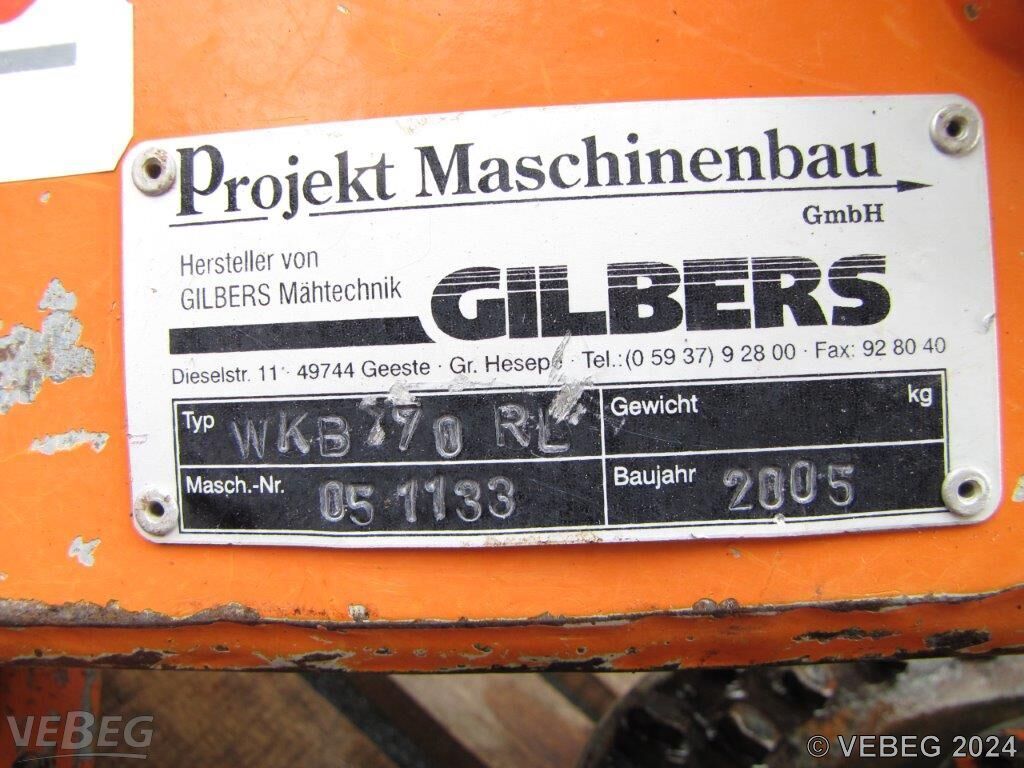 Projekt Maschinenbau
GmbH
Hersteller von
GILBERS Mähtechnik
GILBERS
Dieselstr. 11 · 49744 Geeste · Gr. Hesepe · Tel.:(0 59 37) 9 28 00 · Fax: 92 80 40
Typ WKB 70 RL
Gewicht kg
Masch.-Nr. 05 1133
Baujahr 2005
VEBEG
© VEBEG 2024